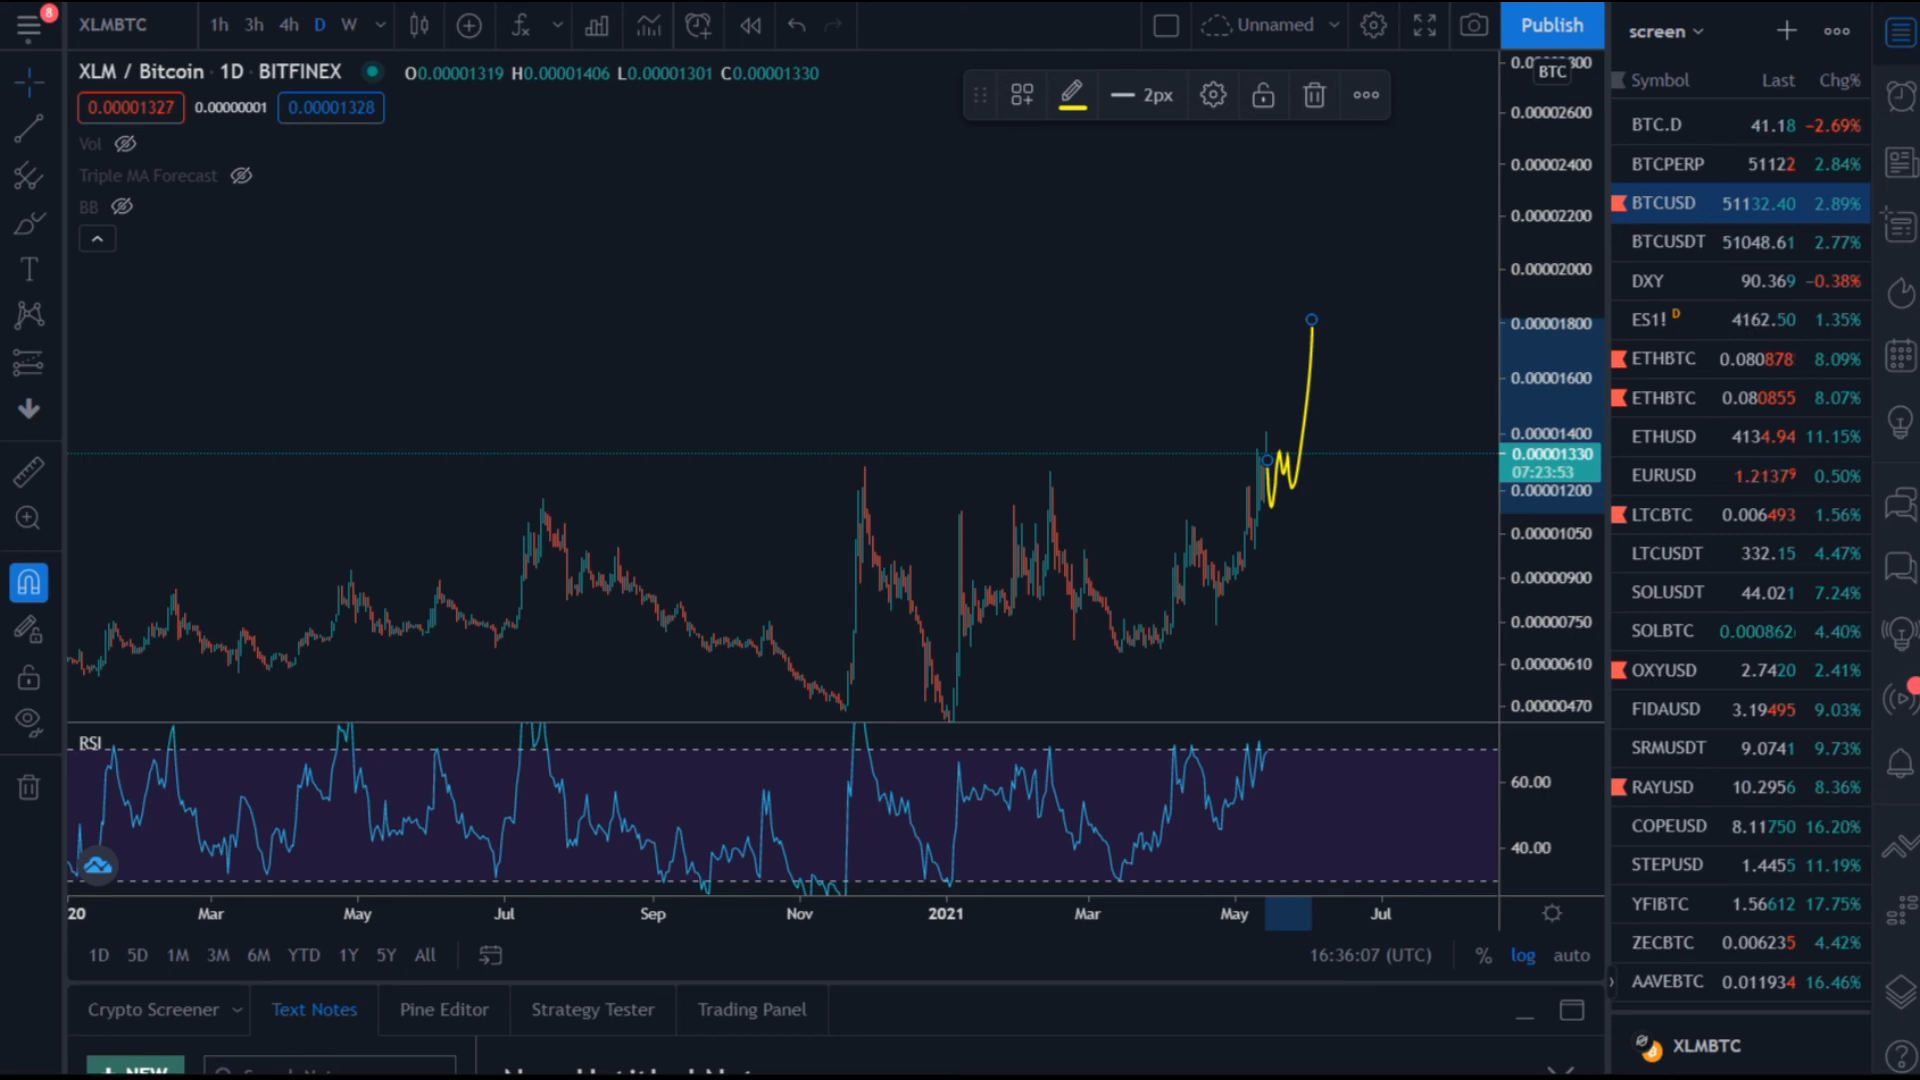 8
XLMBTC 1h 3h 4h D W Unnamed Publish
XLM / Bitcoin · 1D · BITFINEX O0.00001319 H0.00001406 L0.00001301 C0.00001330
0.00001327 0.00000001 0.00001328
Vol
Triple MA Forecast
BB
2px
BTC
0.00002600
0.00002400
0.00002200
0.00002000
0.00001800
0.00001600
0.00001400
0.00001330
07:23:53
0.00001200
0.00001050
0.00000900
0.00000750
0.00000610
0.00000470
RSI
60.00
40.00
20 Mar May Jul Sep Nov 2021 Mar May Jul
1D 5D 1M 3M 6M YTD 1Y 5Y All 16:36:07 (UTC) % log auto
Crypto Screener Text Notes Pine Editor Strategy Tester Trading Panel
NEW
screen
Symbol Last Chg%
BTC.D 41.18 −2.69%
BTCPERP 51122 2.84%
BTCUSD 51132.40 2.89%
BTCUSDT 51048.61 2.77%
DXY 90.369 −0.38%
ES1! D 4162.50 1.35%
ETHBTC 0.080878 8.09%
ETHBTC 0.080855 8.07%
ETHUSD 4134.94 11.15%
EURUSD 1.21379 0.50%
LTCBTC 0.006493 1.56%
LTCUSDT 332.15 4.47%
SOLUSDT 44.021 7.24%
SOLBTC 0.000862 4.40%
OXYUSD 2.7420 2.41%
FIDAUSD 3.19495 9.03%
SRMUSDT 9.0741 9.73%
RAYUSD 10.2956 8.36%
COPEUSD 8.11750 16.20%
STEPUSD 1.4455 11.19%
YFIBTC 1.56612 17.75%
ZECBTC 0.006235 4.42%
AAVEBTC 0.011934 16.46%
XLMBTC